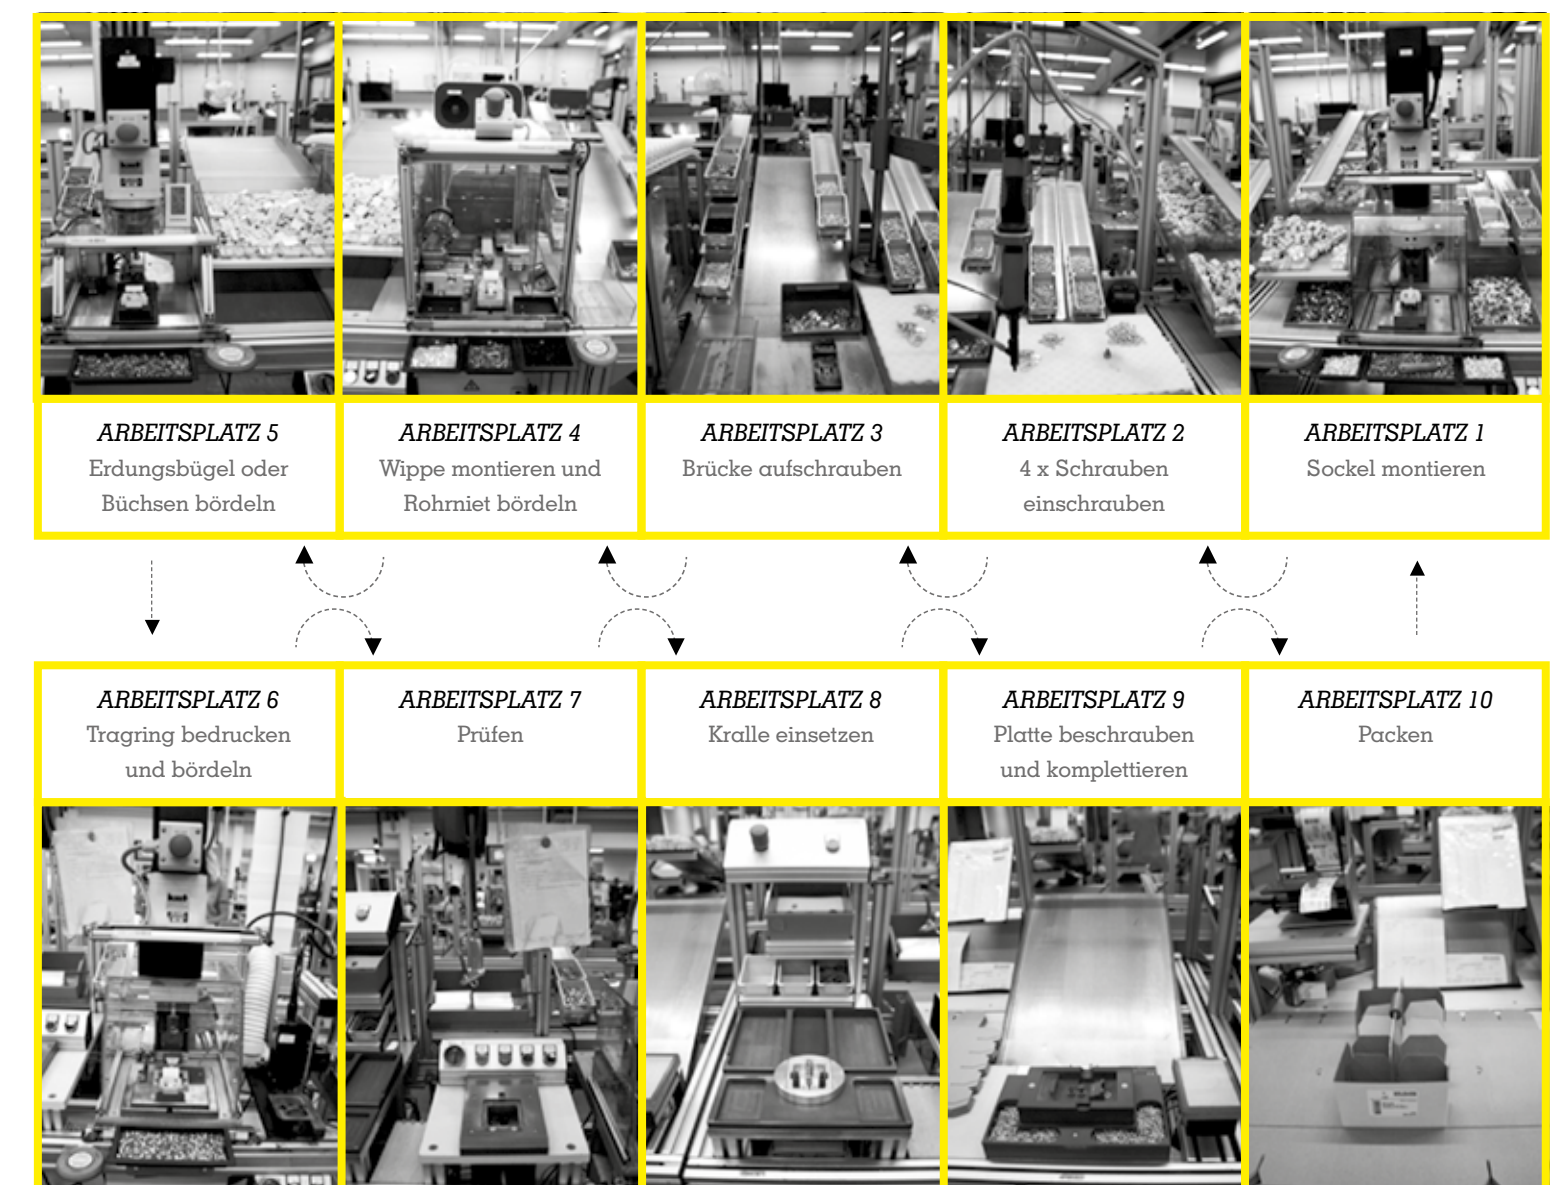 ARBEITSPLATZ 5
Erdungsbügel oder
Büchsen bördeln
ARBEITSPLATZ 4
Wippe montieren und
Rohrniet bördeln
ARBEITSPLATZ 3
Brücke aufschrauben
ARBEITSPLATZ 2
4 x Schrauben
einschrauben
ARBEITSPLATZ 1
Sockel montieren
ARBEITSPLATZ 6
Tragring bedrucken
und bördeln
ARBEITSPLATZ 7
Prüfen
ARBEITSPLATZ 8
Kralle einsetzen
ARBEITSPLATZ 9
Platte beschrauben
und komplettieren
ARBEITSPLATZ 10
Packen